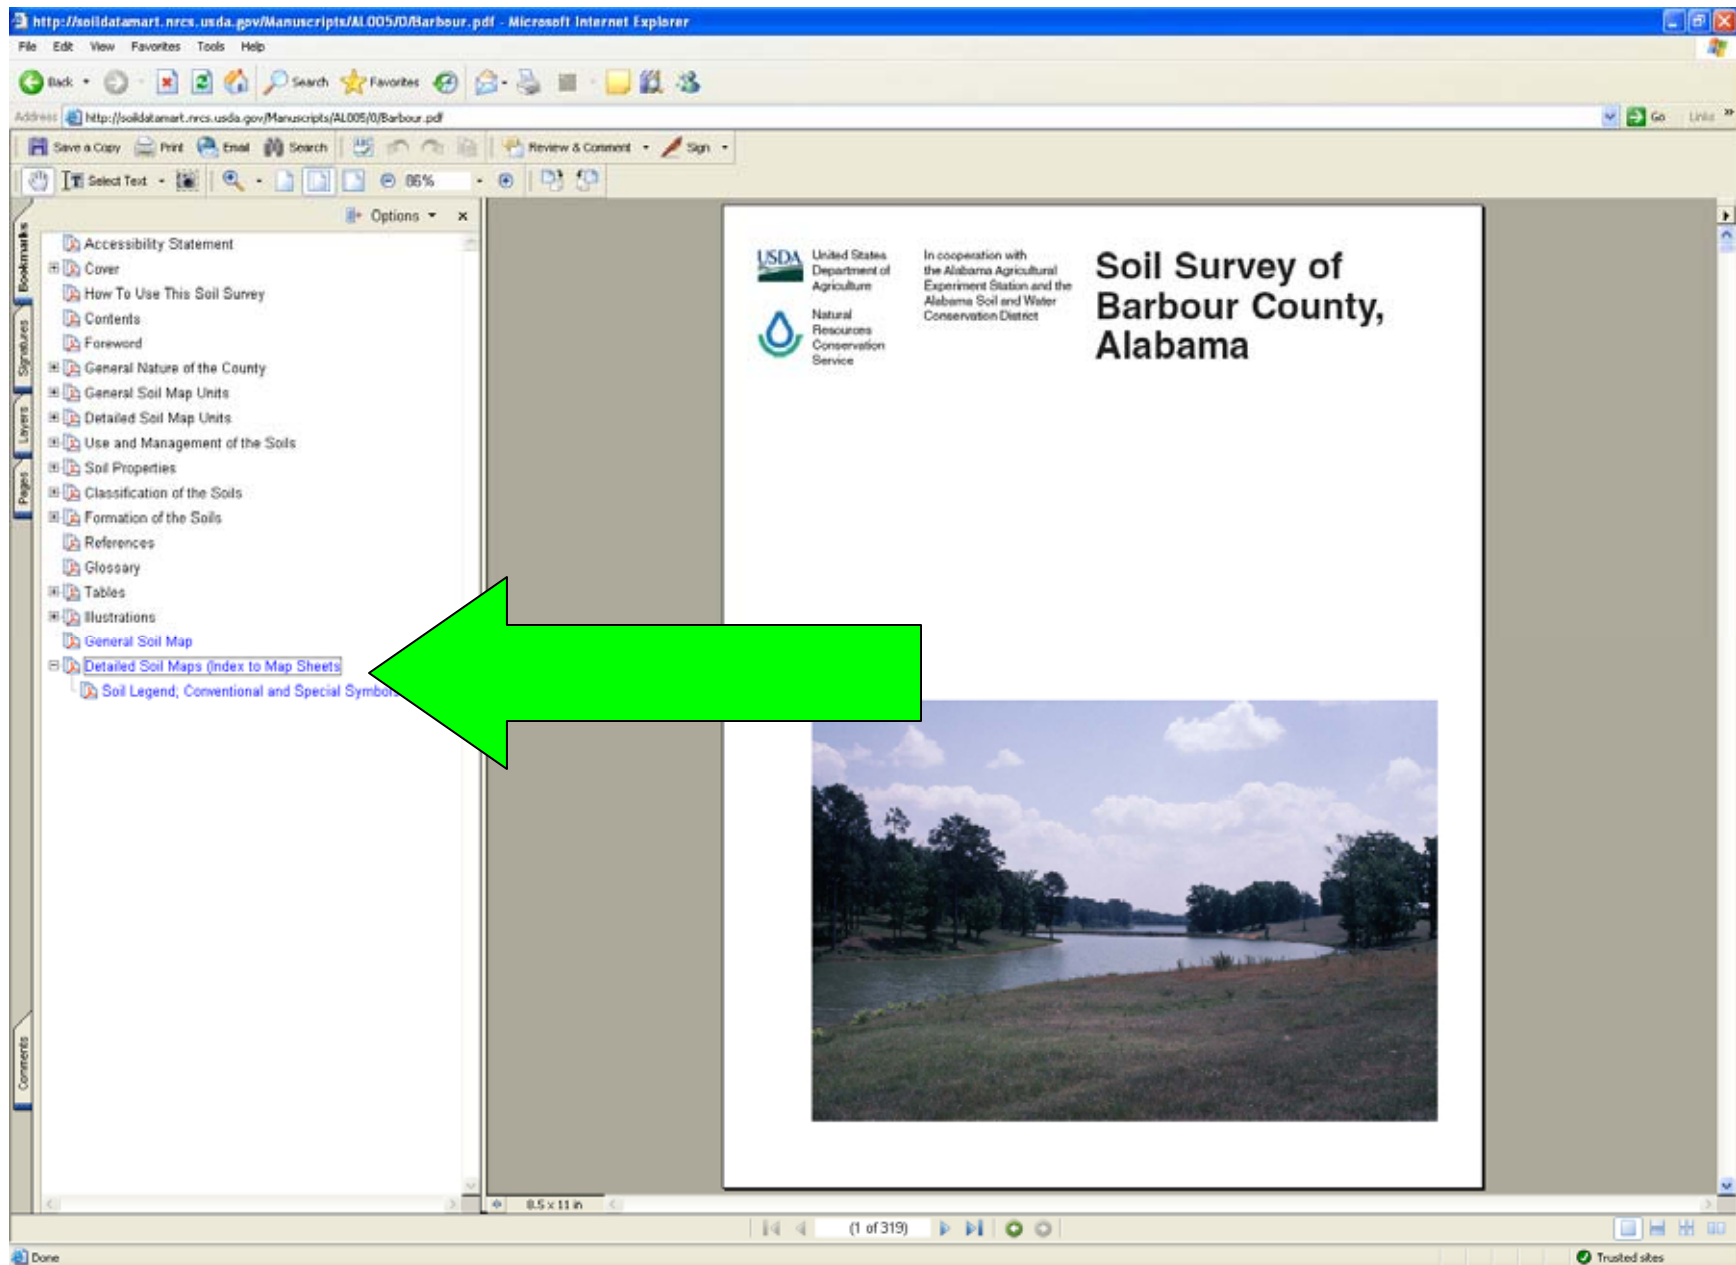 http://soildatamart.nrcs.usda.gov/Manuscripts/AL005/0/Barbour.pdf - Microsoft Internet Explorer
File Edit View Favorites Tools Help
Back Search Favorites
Address http://soildatamart.nrcs.usda.gov/Manuscripts/AL005/0/Barbour.pdf Go Links »
Save a Copy Print Email Search Review & Comment Sign
Select Text 86%
Options
Bookmarks
Signatures
Layers
Pages
Comments
Accessibility Statement
Cover
How To Use This Soil Survey
Contents
Foreword
General Nature of the County
General Soil Map Units
Detailed Soil Map Units
Use and Management of the Soils
Soil Properties
Classification of the Soils
Formation of the Soils
References
Glossary
Tables
Illustrations
General Soil Map
Detailed Soil Maps (Index to Map Sheets
Soil Legend; Conventional and Special Symbols
USDA
United States
Department of
Agriculture
Natural
Resources
Conservation
Service
In cooperation with
the Alabama Agricultural
Experiment Station and the
Alabama Soil and Water
Conservation District
Soil Survey of
Barbour County,
Alabama
8.5 x 11 in
(1 of 319)
Done
Trusted sites